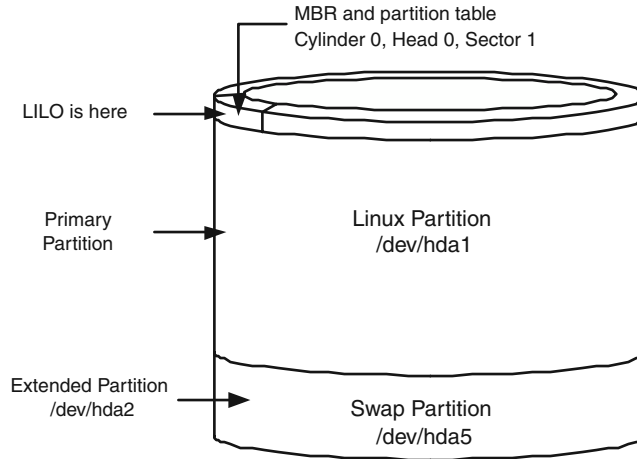 MBR and partition table
Cylinder 0, Head 0, Sector 1
LILO is here
Primary
Partition
Linux Partition
/dev/hda1
Extended Partition
/dev/hda2
Swap Partition
/dev/hda5